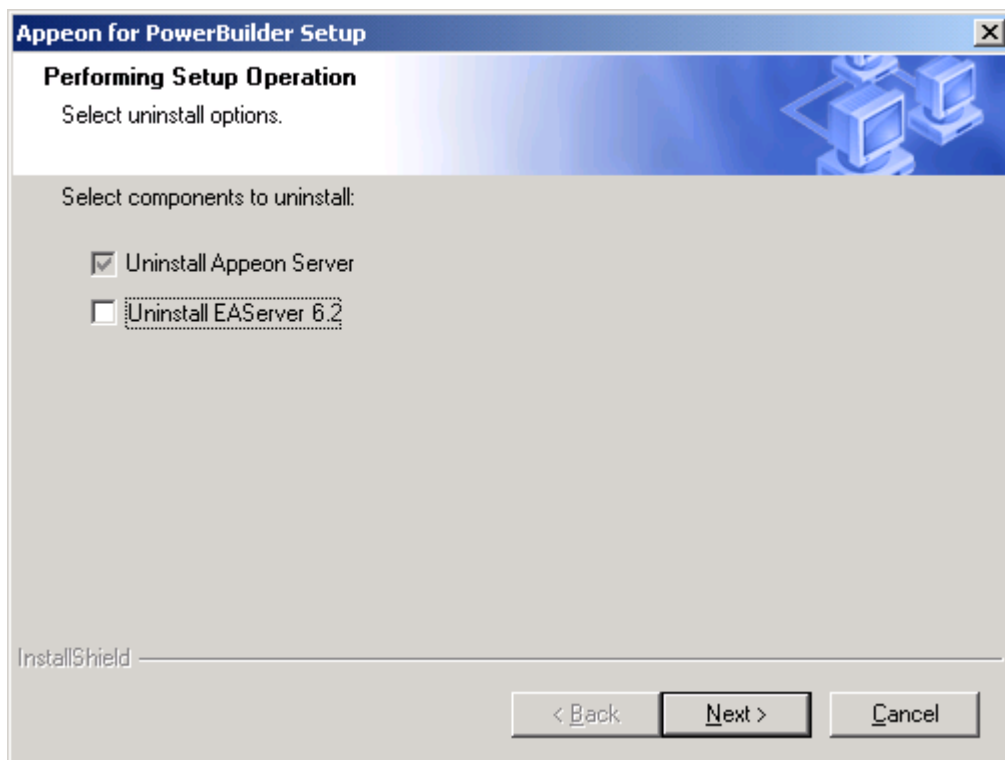 Appeon for PowerBuilder Setup
Performing Setup Operation
Select uninstall options.
Select components to uninstall:
Uninstall Appeon Server
Uninstall EAServer 6.2
InstallShield
< Back Next > Cancel